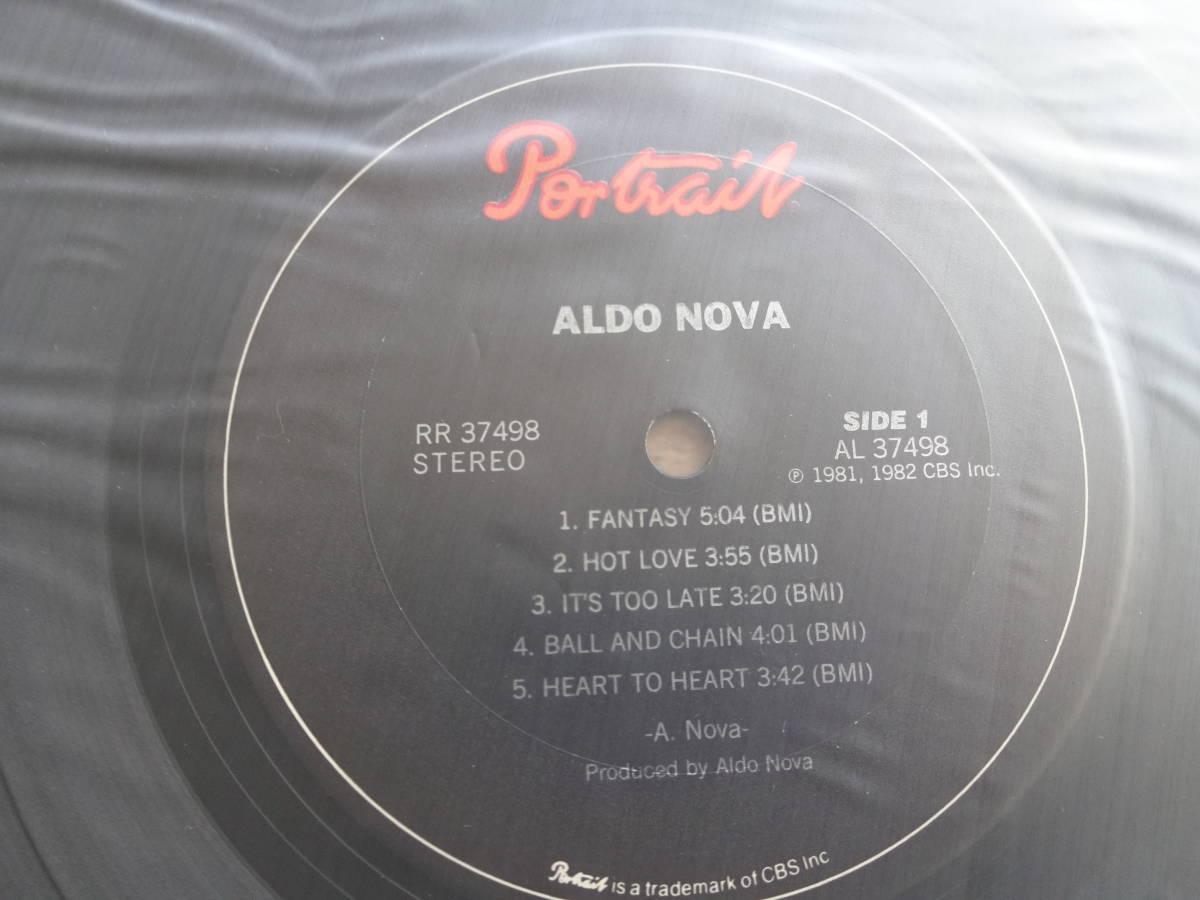 Portrait
ALDO NOVA
RR 37498
STEREO
SIDE 1
AL 37498
℗ 1981, 1982 CBS Inc.
1. FANTASY 5:04 (BMI)
2. HOT LOVE 3:55 (BMI)
3. IT'S TOO LATE 3:20 (BMI)
4. BALL AND CHAIN 4:01 (BMI)
5. HEART TO HEART 3:42 (BMI)
-A. Nova-
Produced by Aldo Nova
Portrait is a trademark of CBS Inc